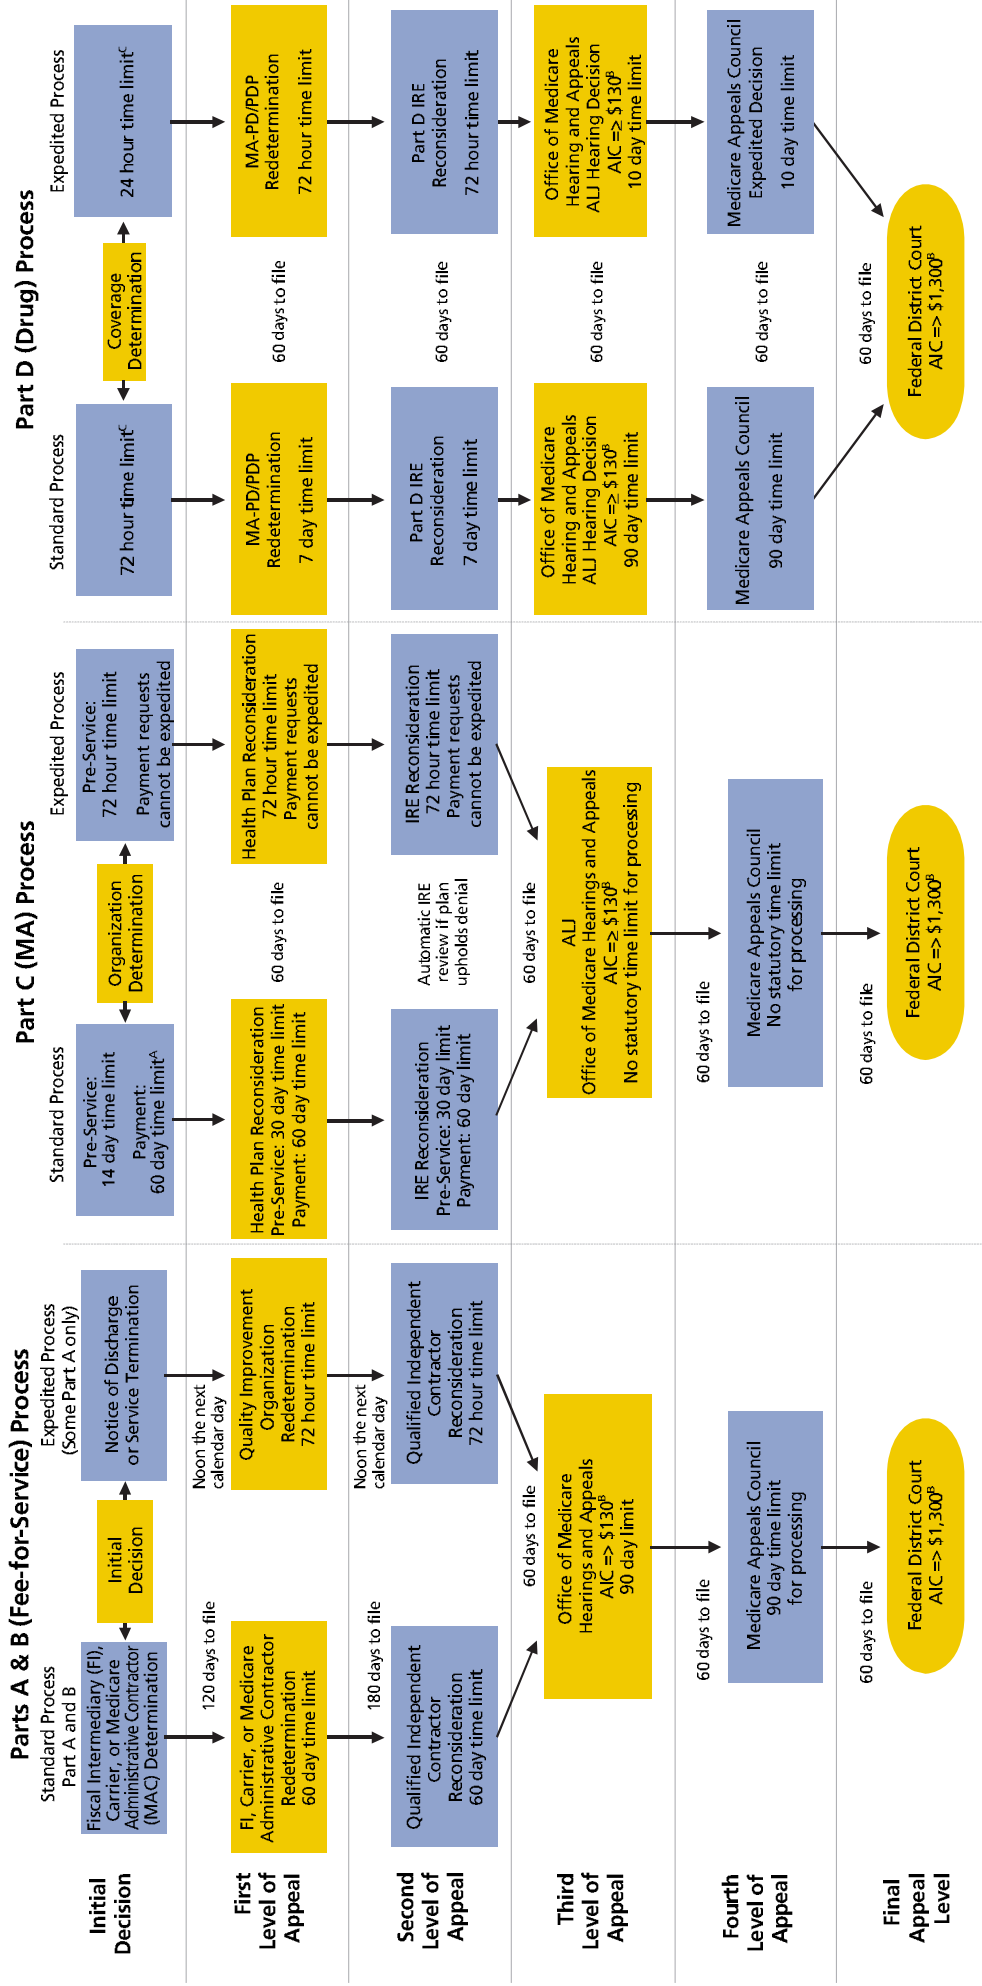 Parts A & B (Fee-for-Service) Process
Part C (MA) Process
Part D (Drug) Process
Standard Process
Part A and B
Expedited Process
(Some Part A only)
Standard Process
Expedited Process
Standard Process
Expedited Process
Initial
Decision
Fiscal Intermediary (FI),
Carrier, or Medicare
Administrative Contractor
(MAC) Determination
Initial
Decision
Notice of Discharge
or Service Termination
Pre-Service:
14 day time limit
Payment:
60 day time limitA
Organization
Determination
Pre-Service:
72 hour time limit
Payment requests
cannot be expedited
72 hour time limitC
Coverage
Determination
24 hour time limitC
120 days to file
Noon the next
calendar day
First
Level of
Appeal
FI, Carrier, or Medicare
Administrative Contractor
Redetermination
60 day time limit
Quality Improvement
Organization
Redetermination
72 hour time limit
Health Plan Reconsideration
Pre-Service: 30 day time limit
Payment: 60 day time limit
60 days to file
Health Plan Reconsideration
72 hour time limit
Payment requests
cannot be expedited
MA-PD/PDP
Redetermination
7 day time limit
60 days to file
MA-PD/PDP
Redetermination
72 hour time limit
180 days to file
Noon the next
calendar day
Second
Level of
Appeal
Qualified Independent
Contractor
Reconsideration
60 day time limit
Qualified Independent
Contractor
Reconsideration
72 hour time limit
IRE Reconsideration
Pre-Service: 30 day limit
Payment: 60 day limit
Automatic IRE
review if plan
upholds denial
IRE Reconsideration
72 hour time limit
Payment requests
cannot be expedited
Part D IRE
Reconsideration
7 day time limit
60 days to file
Part D IRE
Reconsideration
72 hour time limit
60 days to file
60 days to file
Third
Level of
Appeal
Office of Medicare
Hearings and Appeals
AIC => $130B
90 day limit
ALJ
Office of Medicare Hearings and Appeals
AIC =≥ $130B
No statutory time limit for processing
Office of Medicare
Hearing and Appeals
ALJ Hearing Decision
AIC =≥ $130B
90 day time limit
60 days to file
Office of Medicare
Hearing and Appeals
ALJ Hearing Decision
AIC =≥ $130B
10 day time limit
60 days to file
60 days to file
Fourth
Level of
Appeal
Medicare Appeals Council
90 day time limit
for processing
Medicare Appeals Council
No statutory time limit
for processing
Medicare Appeals Council
90 day time limit
60 days to file
Medicare Appeals Council
Expedited Decision
10 day time limit
60 days to file
60 days to file
60 days to file
Final
Appeal
Level
Federal District Court
AIC => $1,300B
Federal District Court
AIC => $1,300B
Federal District Court
AIC => $1,300B